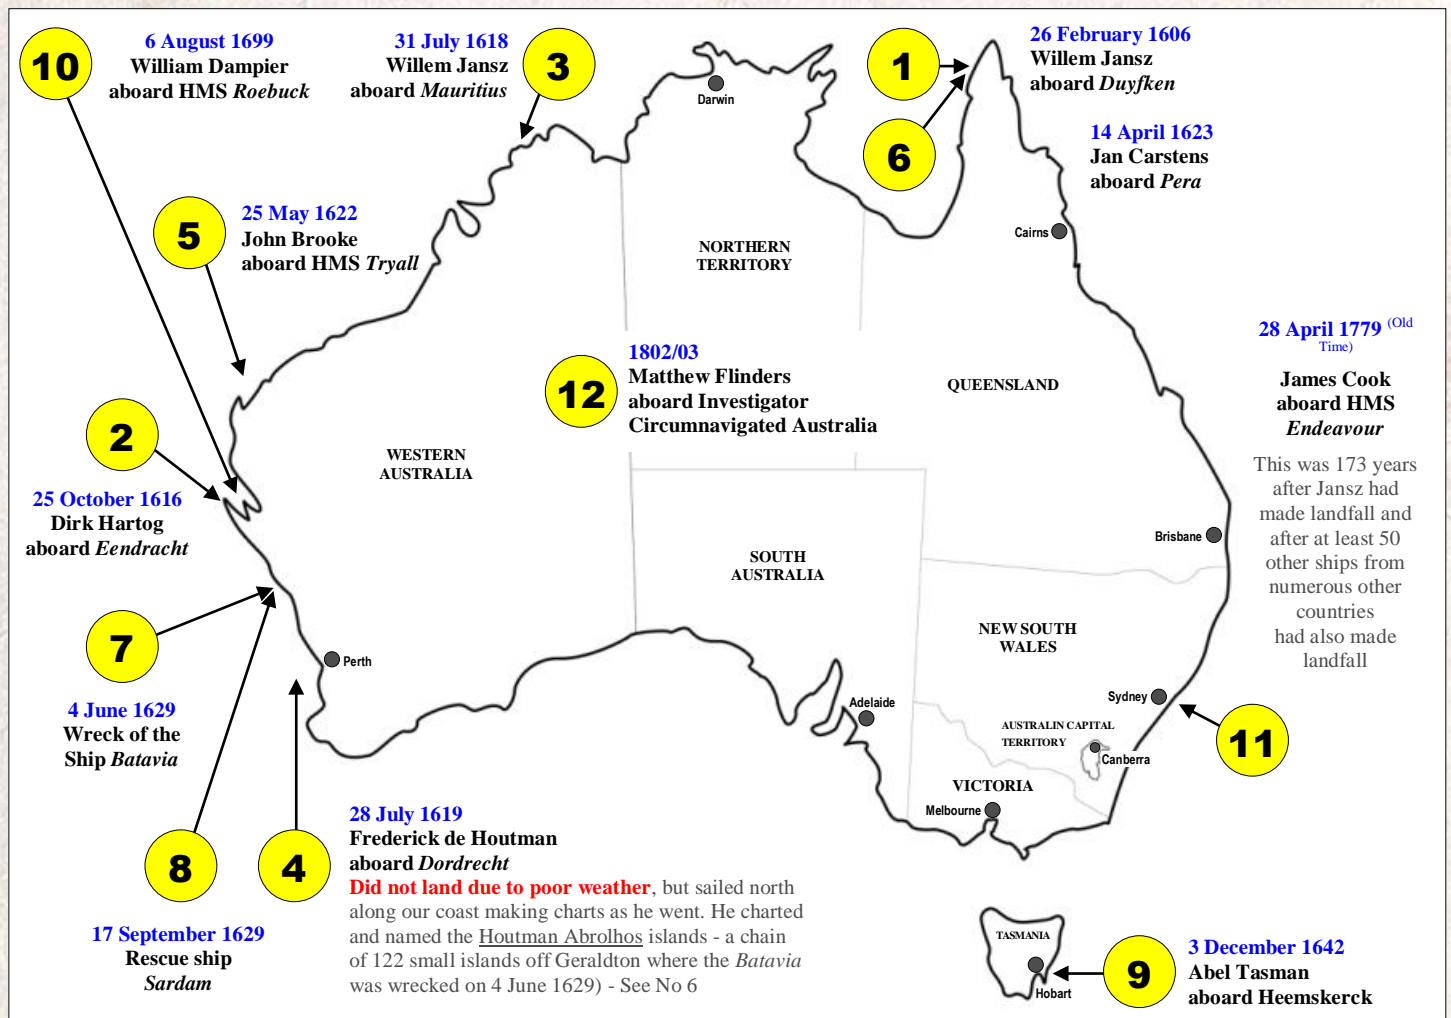 10
6 August 1699
William Dampier
aboard HMS Roebuck
31 July 1618
Willem Jansz
aboard Mauritius
3
Darwin
1
26 February 1606
Willem Jansz
aboard Duyfken
6
14 April 1623
Jan Carstens
aboard Pera
5
25 May 1622
John Brooke
aboard HMS Tryall
NORTHERN
TERRITORY
Cairns
28 April 1779 (Old
Time)
James Cook
aboard HMS
Endeavour
This was 173 years
after Jansz had
made landfall and
after at least 50
other ships from
numerous other
countries
had also made
landfall
12
1802/03
Matthew Flinders
aboard Investigator
Circumnavigated Australia
QUEENSLAND
2
25 October 1616
Dirk Hartog
aboard Eendracht
WESTERN
AUSTRALIA
Brisbane
SOUTH
AUSTRALIA
NEW SOUTH
WALES
7
4 June 1629
Wreck of the
Ship Batavia
Perth
Adelaide
Sydney
11
AUSTRALIN CAPITAL
TERRITORY
Canberra
VICTORIA
Melbourne
8
17 September 1629
Rescue ship
Sardam
4
28 July 1619
Frederick de Houtman
aboard Dordrecht
Did not land due to poor weather, but sailed north
along our coast making charts as he went. He charted
and named the Houtman Abrolhos islands - a chain
of 122 small islands off Geraldton where the Batavia
was wrecked on 4 June 1629) - See No 6
TASMANIA
Hobart
9
3 December 1642
Abel Tasman
aboard Heemskerck